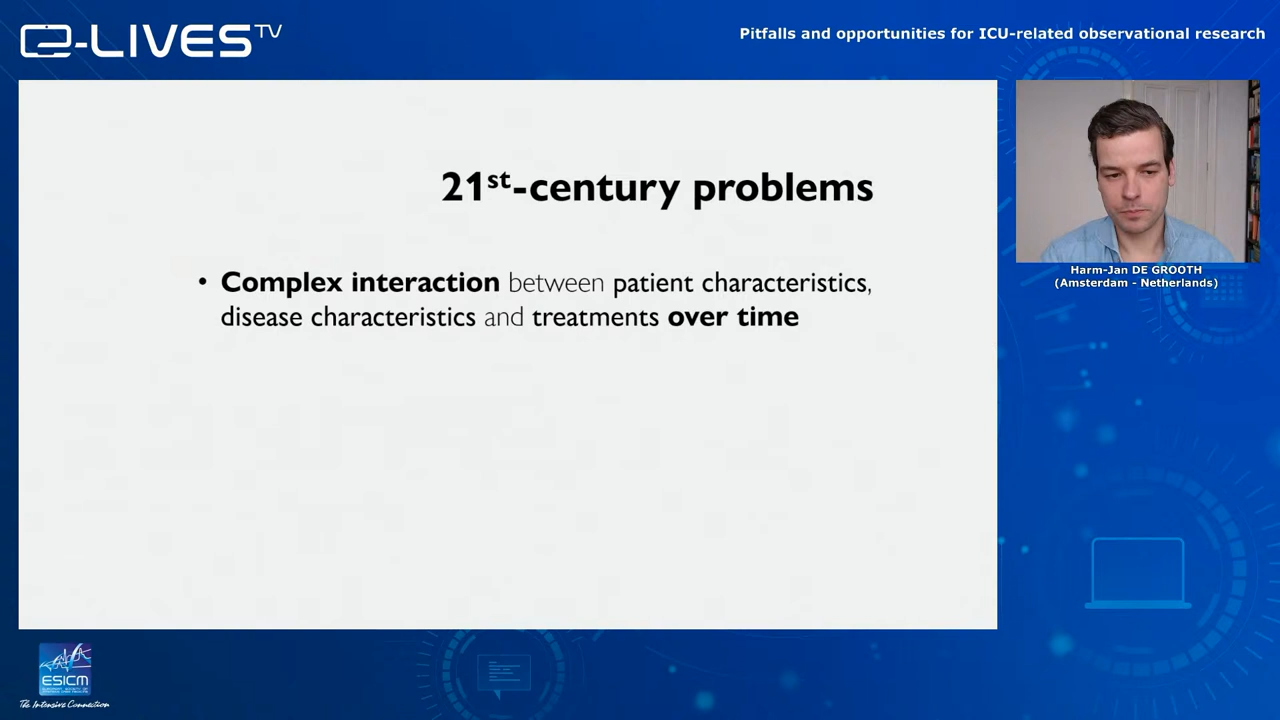 e-LIVES TV
Pitfalls and opportunities for ICU-related observational research
21st-century problems
• Complex interaction between patient characteristics,
disease characteristics and treatments over time
Harm-Jan DE GROOTH
(Amsterdam - Netherlands)
ESICM
The Intensive Connection